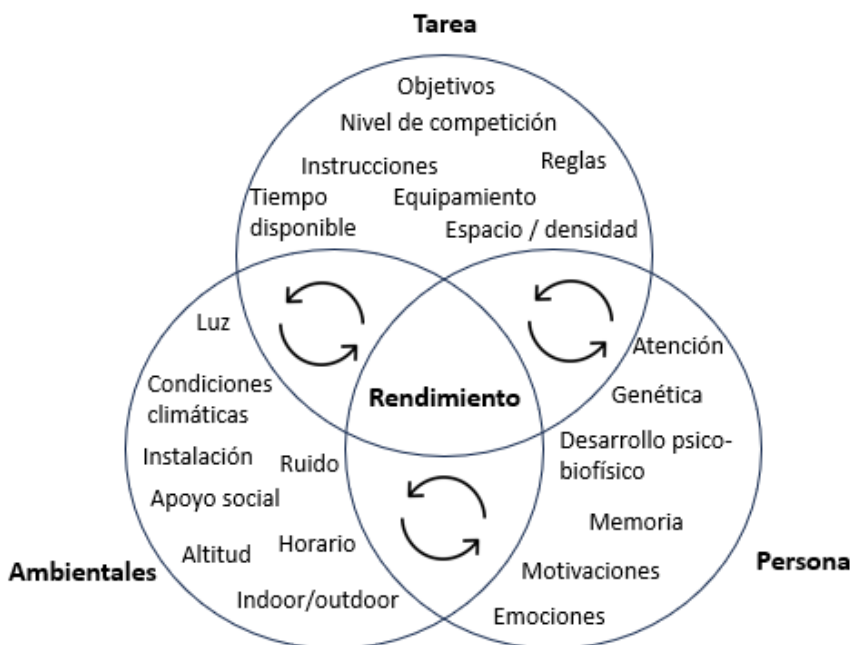 Tarea
Objetivos
Nivel de competición
Instrucciones
Reglas
Tiempo
disponible
Equipamiento
Espacio / densidad
Luz
Condiciones
climáticas
Instalación
Ruido
Apoyo social
Altitud
Horario
Indoor/outdoor
Ambientales
Rendimiento
Atención
Genética
Desarrollo psico-
biofísico
Memoria
Motivaciones
Emociones
Persona